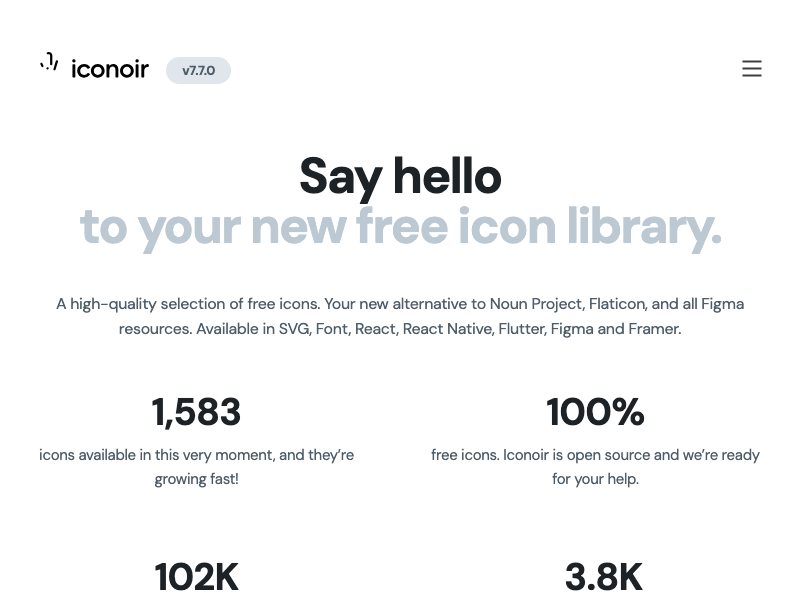 iconoir
v7.7.0
Say hello
to your new free icon library.
A high-quality selection of free icons. Your new alternative to Noun Project, Flaticon, and all Figma
resources. Available in SVG, Font, React, React Native, Flutter, Figma and Framer.
1,583
icons available in this very moment, and they’re
growing fast!
100%
free icons. Iconoir is open source and we’re ready
for your help.
102K
3.8K